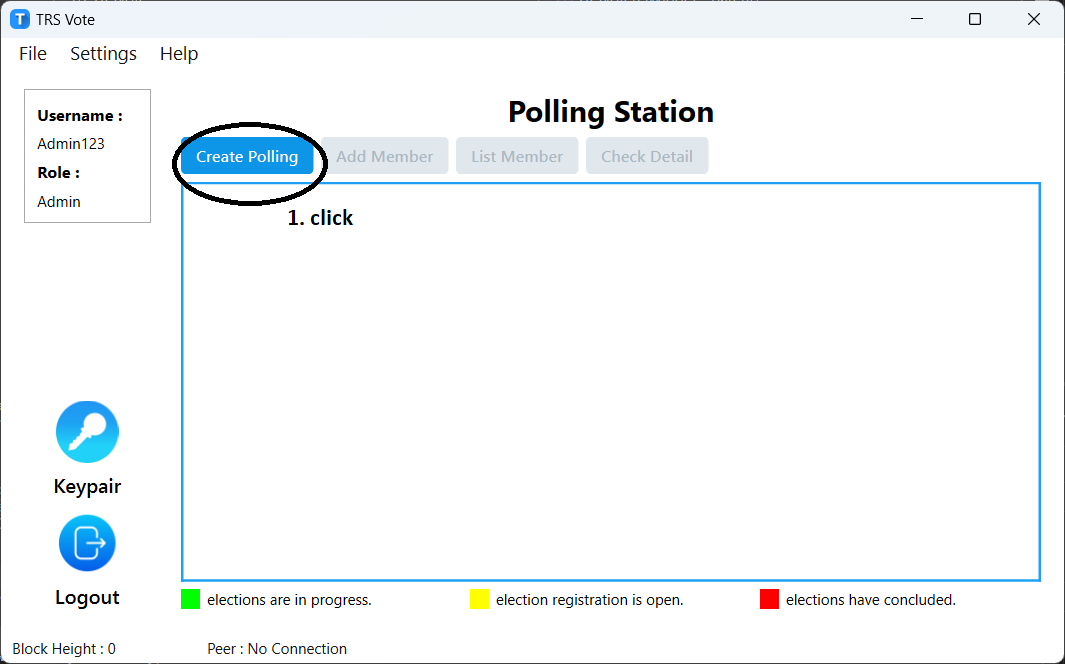 TRS Vote
File Settings Help
Username :
Admin123
Role :
Admin
Polling Station
Create Polling Add Member List Member Check Detail
1. click
Keypair
Logout
elections are in progress. election registration is open. elections have concluded.
Block Height : 0 Peer : No Connection